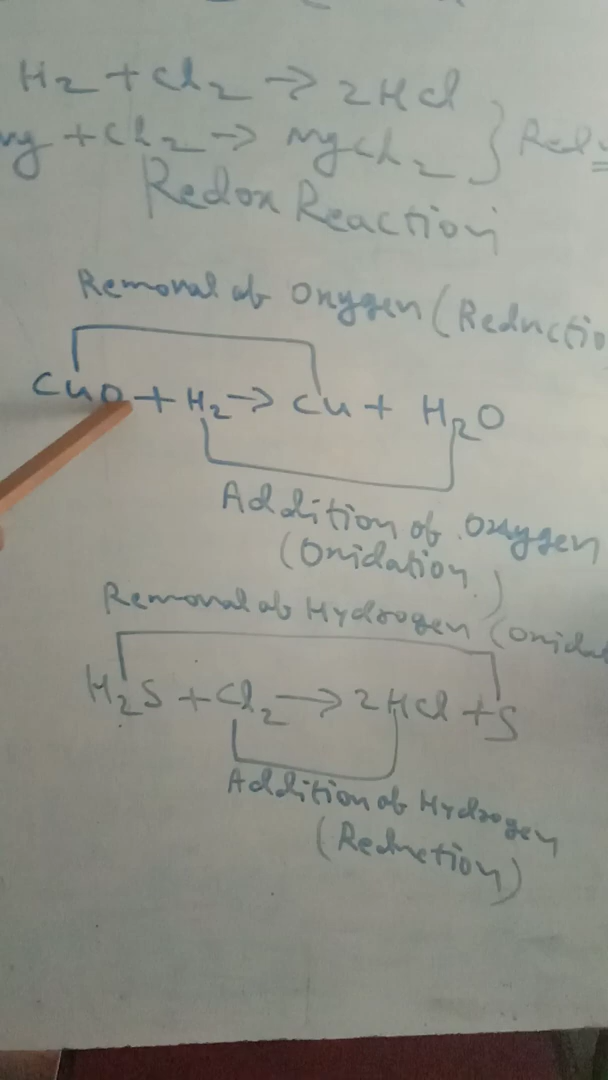 H2 + Cl2 → 2HCl
+ Cl2 → MgCl2
Redox Reaction
Removal of Oxygen (Reductio
CuO + H2 → Cu + H2O
Addition of Oxygen
(Oxidation)
Removal of Hydrogen (Oxida
H2S + Cl2 → 2HCl + S
Addition of Hydrogen
(Reduction)